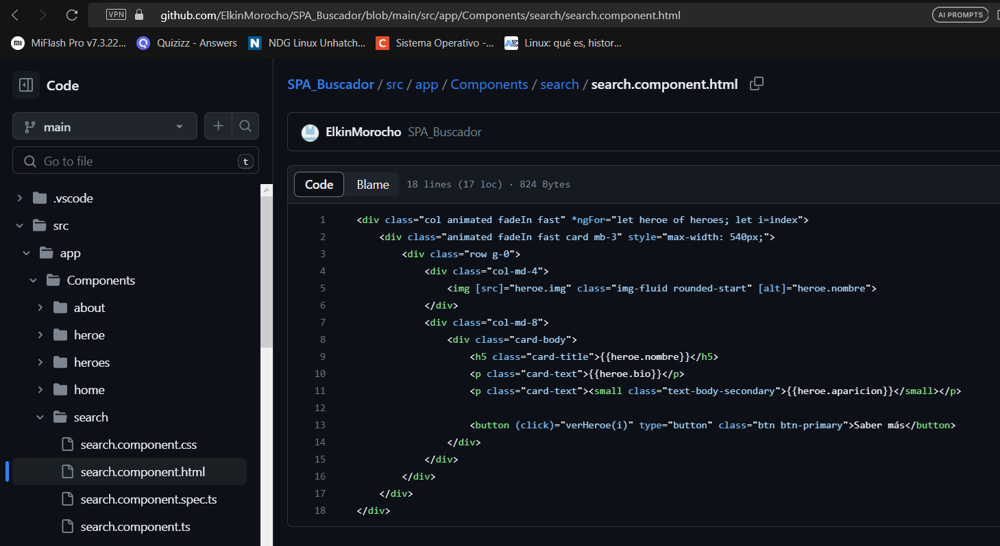 VPN
github.com/ElkinMorocho/SPA_Buscador/blob/main/src/app/Components/search/search.component.html
AI PROMPTS
mi MiFlash Pro v7.3.22... Quizizz - Answers N NDG Linux Unhatch... C Sistema Operativo -... AZ Linux: qué es, histor...
Code
main
Go to file t
.vscode
src
app
Components
about
heroe
heroes
home
search
search.component.css
search.component.html
search.component.spec.ts
search.component.ts
SPA_Buscador / src / app / Components / search / search.component.html
ElkinMorocho SPA_Buscador
Code Blame 18 lines (17 loc) · 824 Bytes
1 <div class="col animated fadeIn fast" *ngFor="let heroe of heroes; let i=index">
2 <div class="animated fadeIn fast card mb-3" style="max-width: 540px;">
3 <div class="row g-0">
4 <div class="col-md-4">
5 <img [src]="heroe.img" class="img-fluid rounded-start" [alt]="heroe.nombre">
6 </div>
7 <div class="col-md-8">
8 <div class="card-body">
9 <h5 class="card-title">{{heroe.nombre}}</h5>
10 <p class="card-text">{{heroe.bio}}</p>
11 <p class="card-text"><small class="text-body-secondary">{{heroe.aparicion}}</small></p>
12
13 <button (click)="verHeroe(i)" type="button" class="btn btn-primary">Saber más</button>
14 </div>
15 </div>
16 </div>
17 </div>
18 </div>